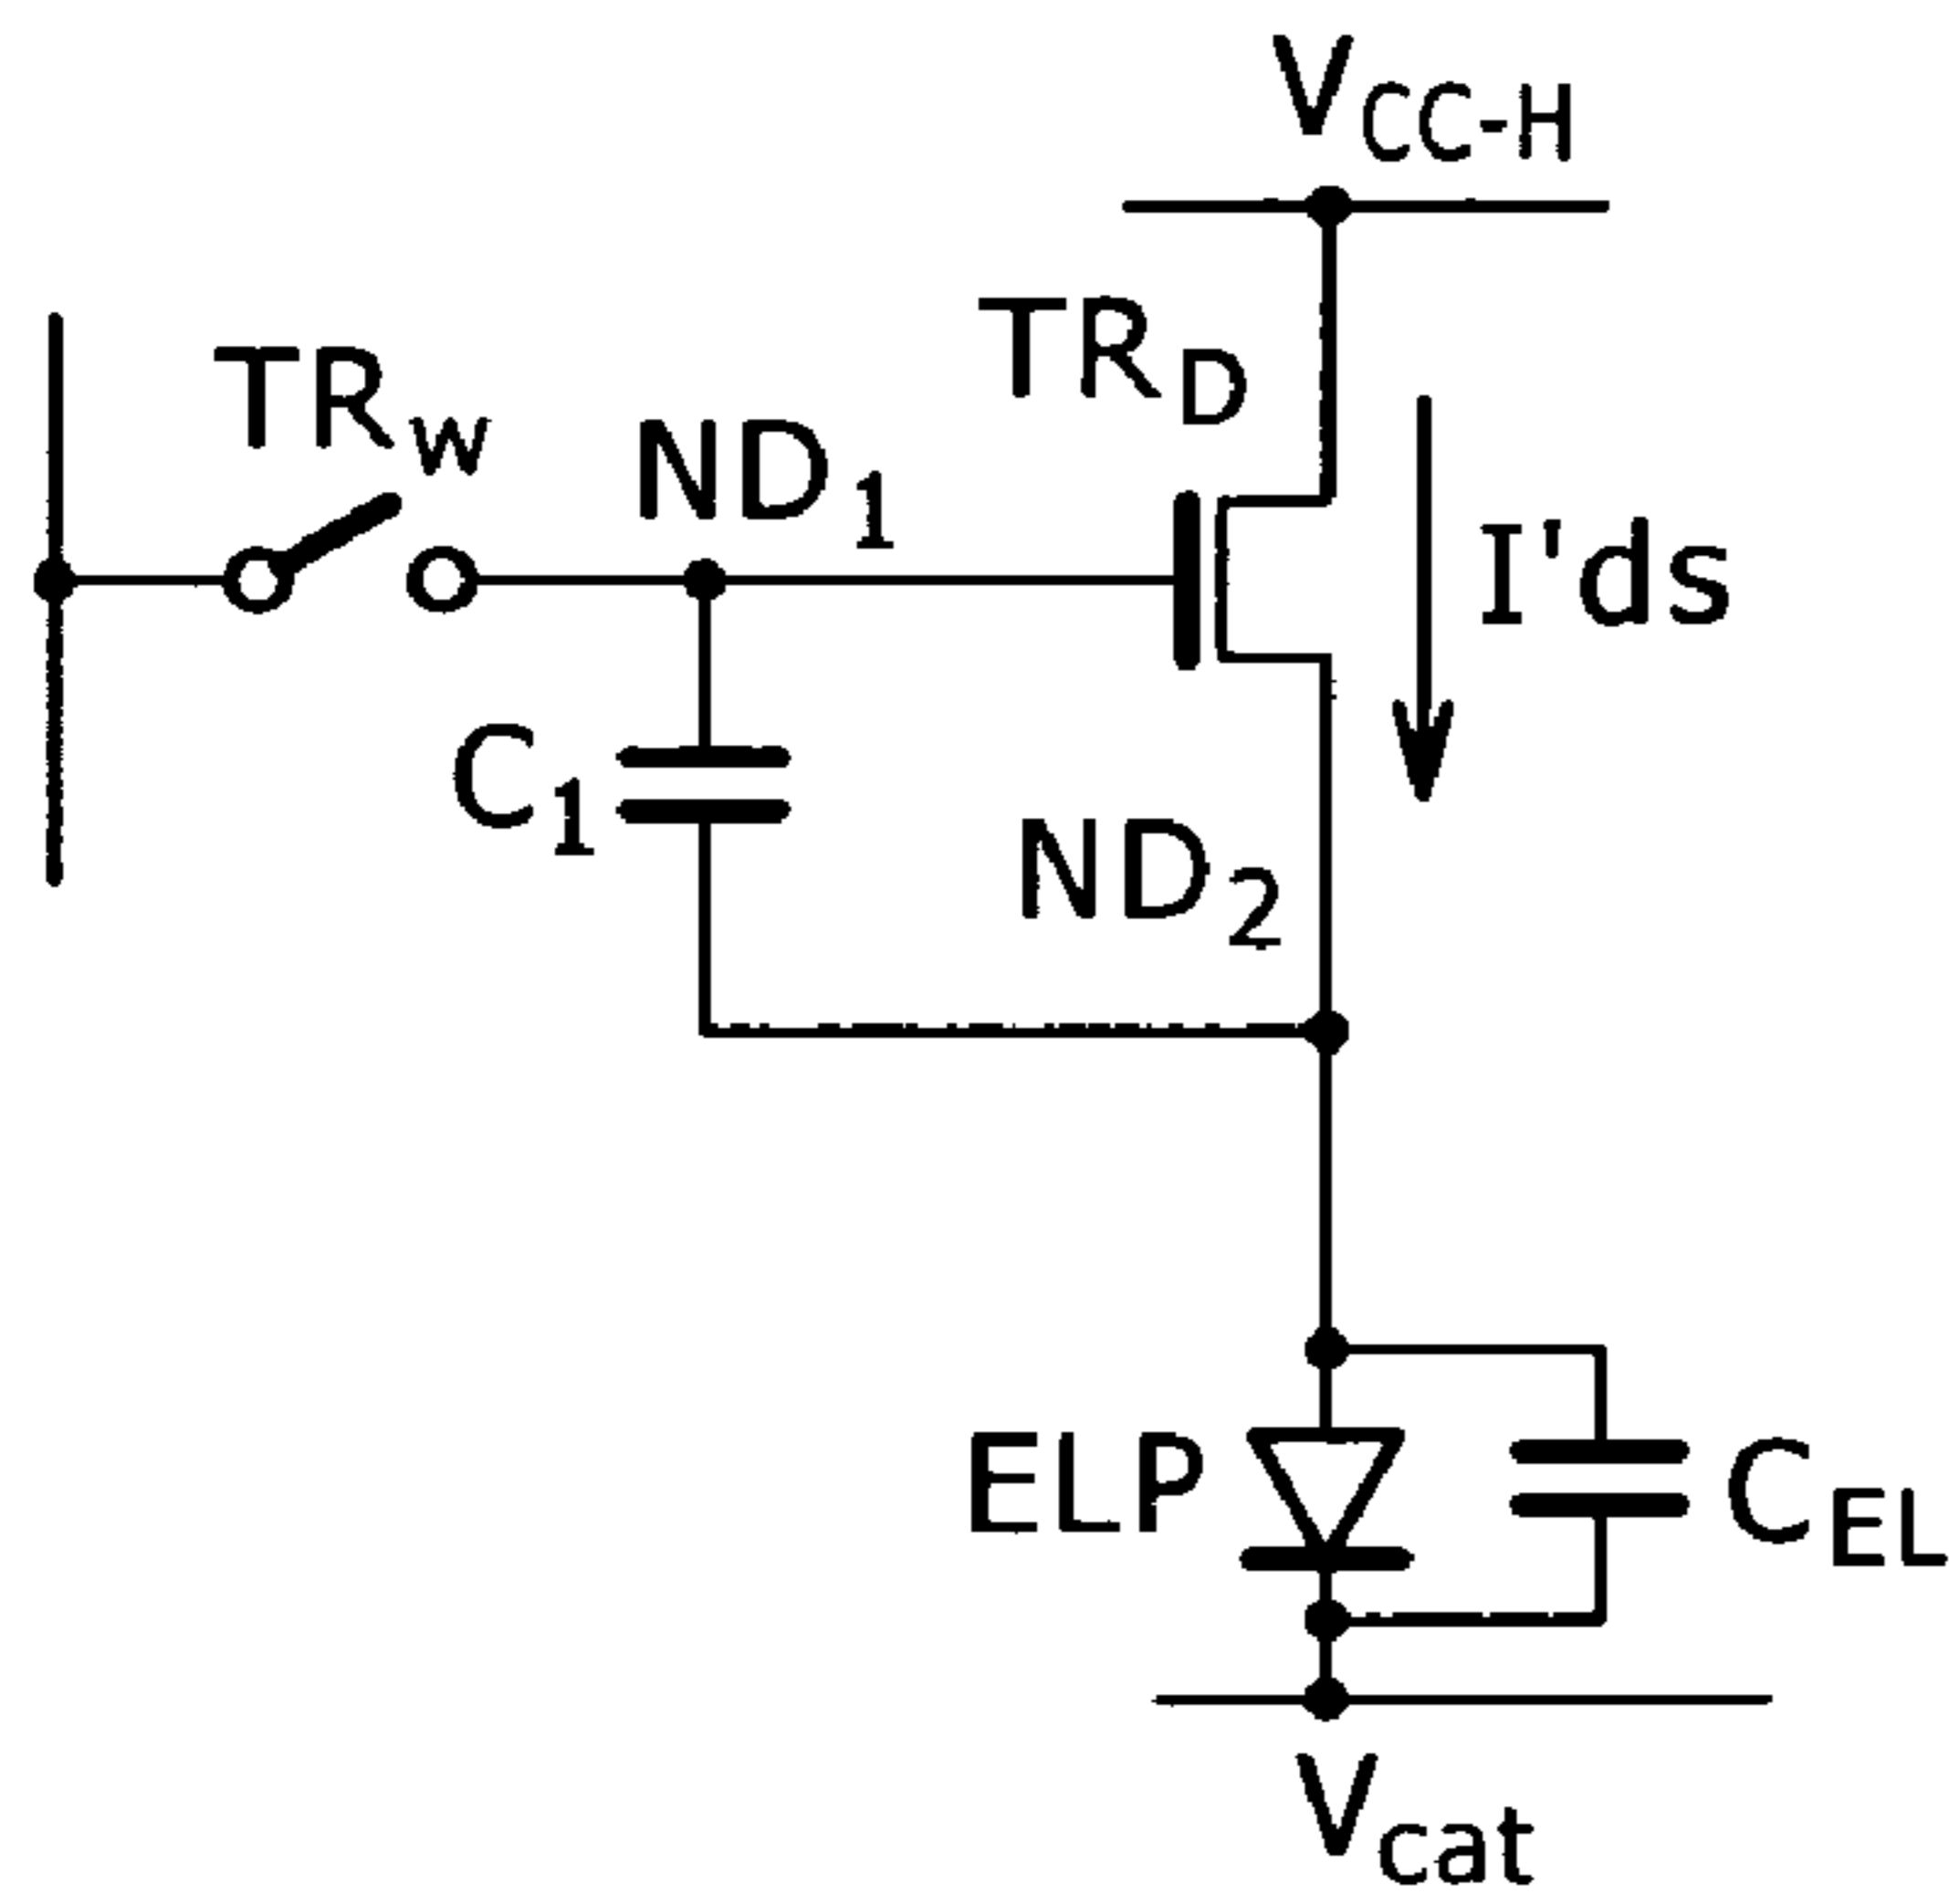 VCC-H
TRD
TRW
ND1
I'ds
C1
ND2
ELP
CEL
Vcat